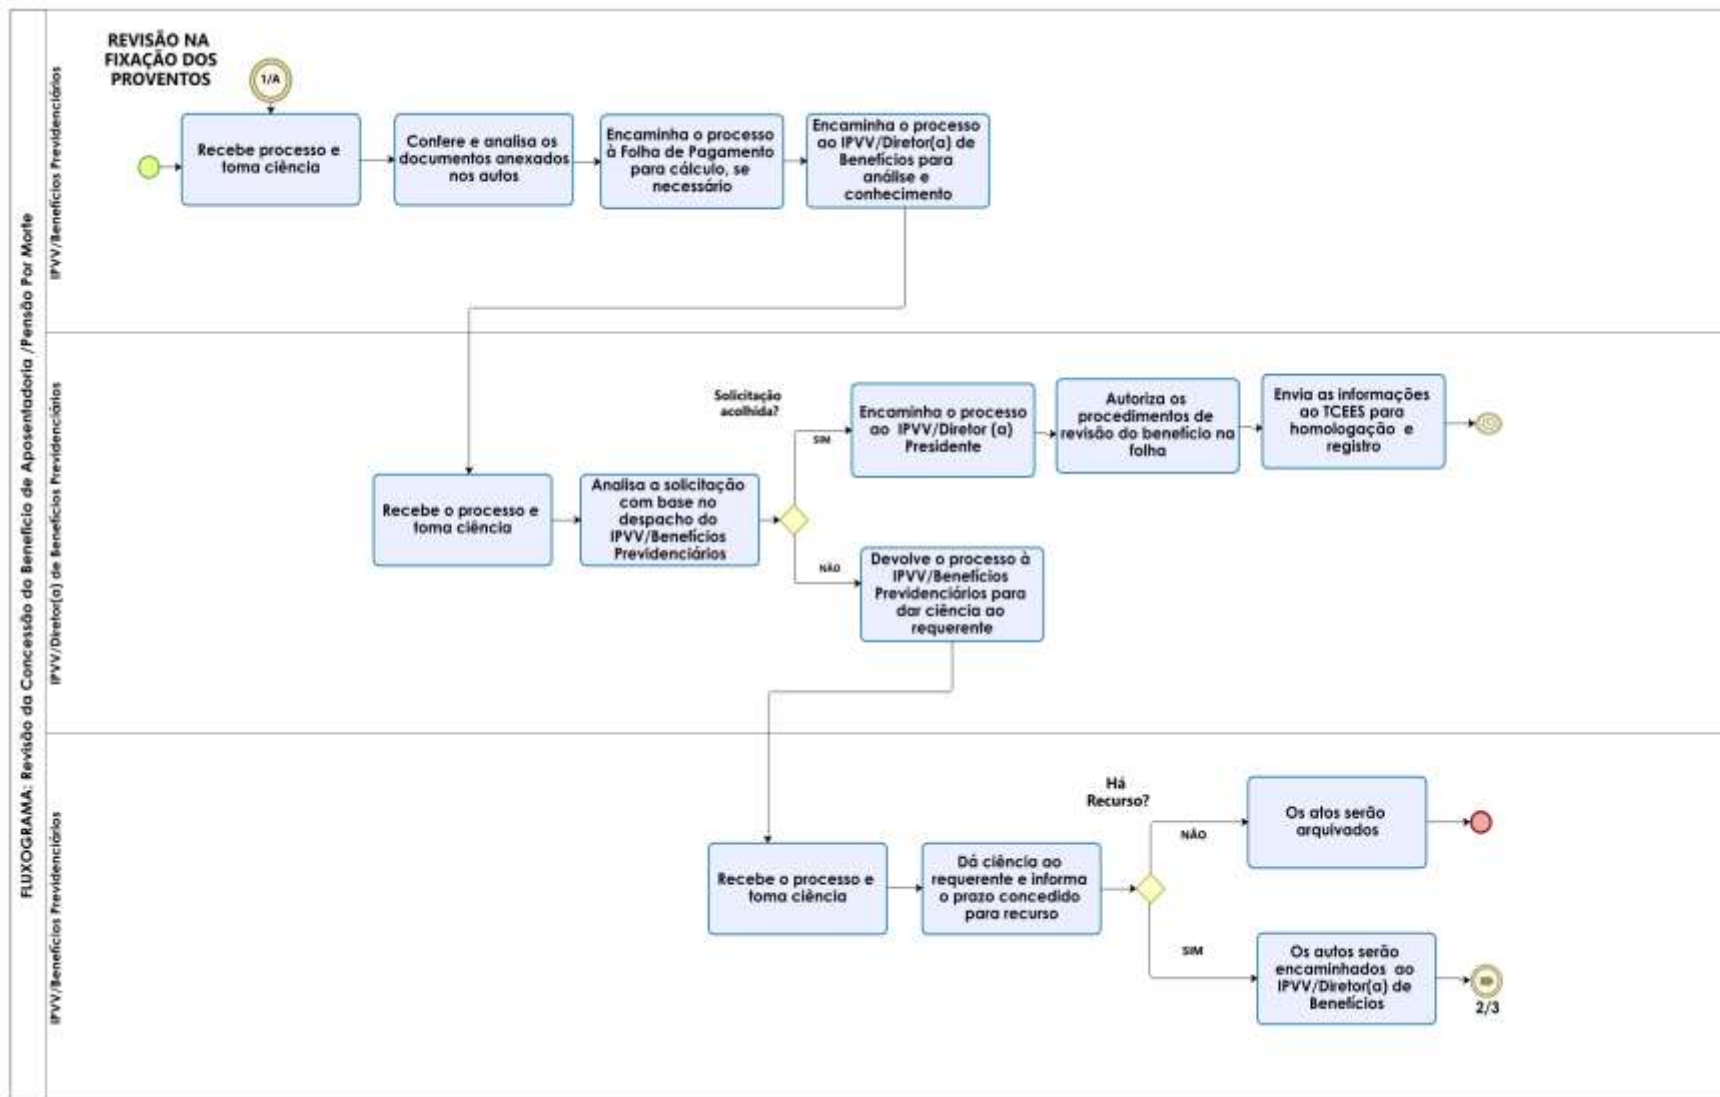 FLUXOGRAMA: Revisão da Concessão do Benefício de Aposentadoria /Pensão Por Morte
IPVV/Benefícios Previdenciários
REVISÃO NA
FIXAÇÃO DOS
PROVENTOS
1/A
Recebe processo e
toma ciência
Confere e analisa os
documentos anexados
nos autos
Encaminha o processo
à Folha de Pagamento
para cálculo, se
necessário
Encaminha o processo
ao IPVV/Diretor(a) de
Benefícios para
análise e
conhecimento
IPVV/Diretor(a) de Benefícios Previdenciários
Recebe o processo e
toma ciência
Analisa a solicitação
com base no
despacho do
IPVV/Benefícios
Previdenciários
Solicitação
acolhida?
SIM
Encaminha o processo
ao IPVV/Diretor (a)
Presidente
Autoriza os
procedimentos de
revisão do benefício na
folha
Envia as informações
ao TCEES para
homologação e
registro
NÃO
Devolve o processo à
IPVV/Benefícios
Previdenciários para
dar ciência ao
requerente
IPVV/Benefícios Previdenciários
Recebe o processo e
toma ciência
Dá ciência ao
requerente e informa
o prazo concedido
para recurso
Há
Recurso?
NÃO
Os atos serão
arquivados
SIM
Os autos serão
encaminhados ao
IPVV/Diretor(a) de
Benefícios
2/3